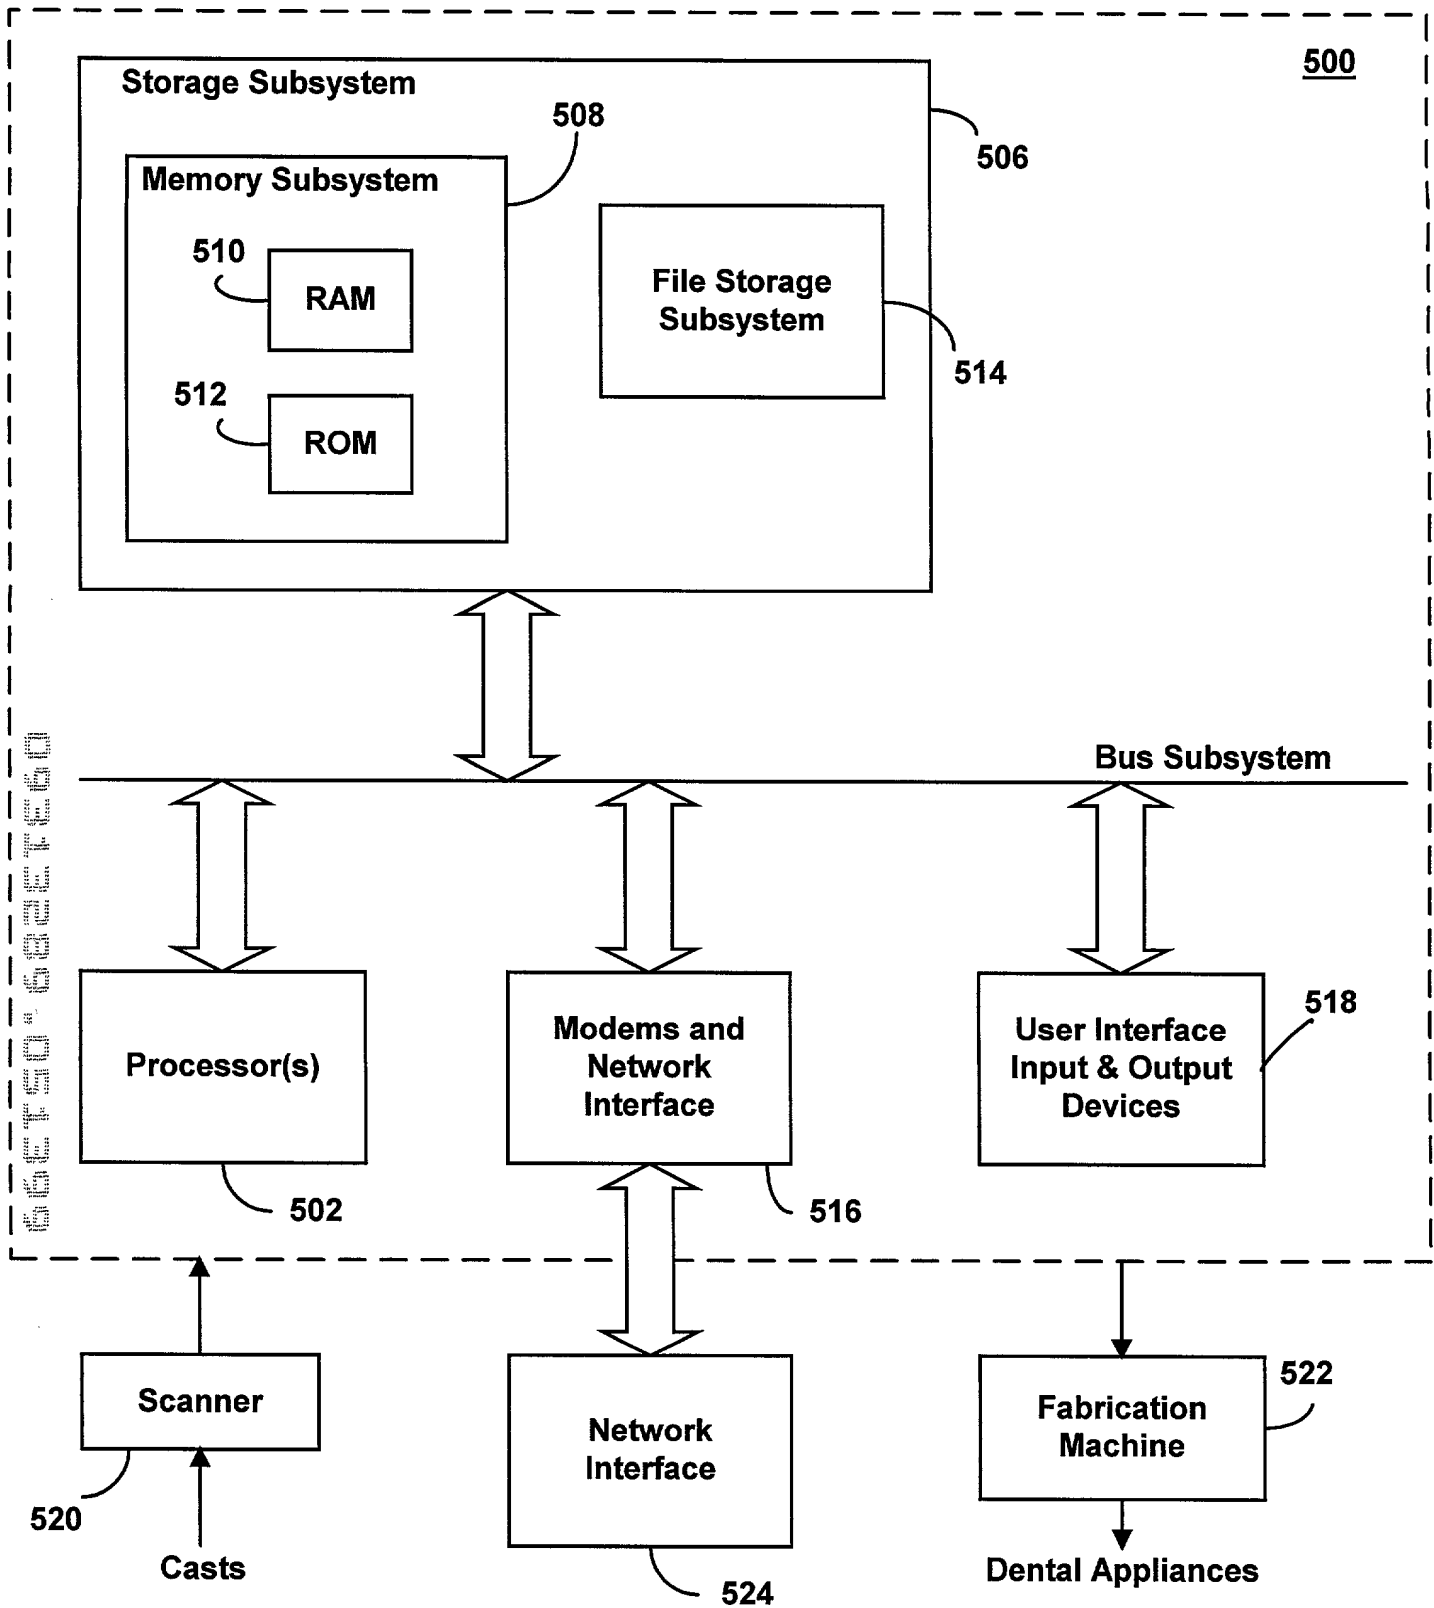 500
Storage Subsystem
508
506
Memory Subsystem
510
RAM
File Storage
Subsystem
514
512
ROM
Bus Subsystem
Processor(s)
502
Modems and
Network
Interface
516
User Interface
Input & Output
Devices
518
Scanner
520
Casts
Network
Interface
524
Fabrication
Machine
522
Dental Appliances